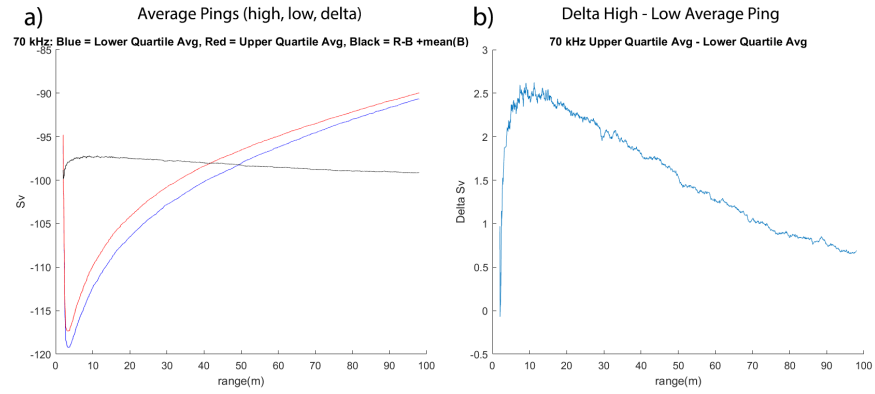 a)
Average Pings (high, low, delta)
70 kHz: Blue = Lower Quartile Avg, Red = Upper Quartile Avg, Black = R-B +mean(B)
-85
-90
-95
-100
-105
-110
-115
-120
Sv
0 10 20 30 40 50 60 70 80 90 100
range(m)
b)
Delta High - Low Average Ping
70 kHz Upper Quartile Avg - Lower Quartile Avg
3
2.5
2
1.5
1
0.5
0
-0.5
Delta Sv
0 10 20 30 40 50 60 70 80 90 100
range(m)